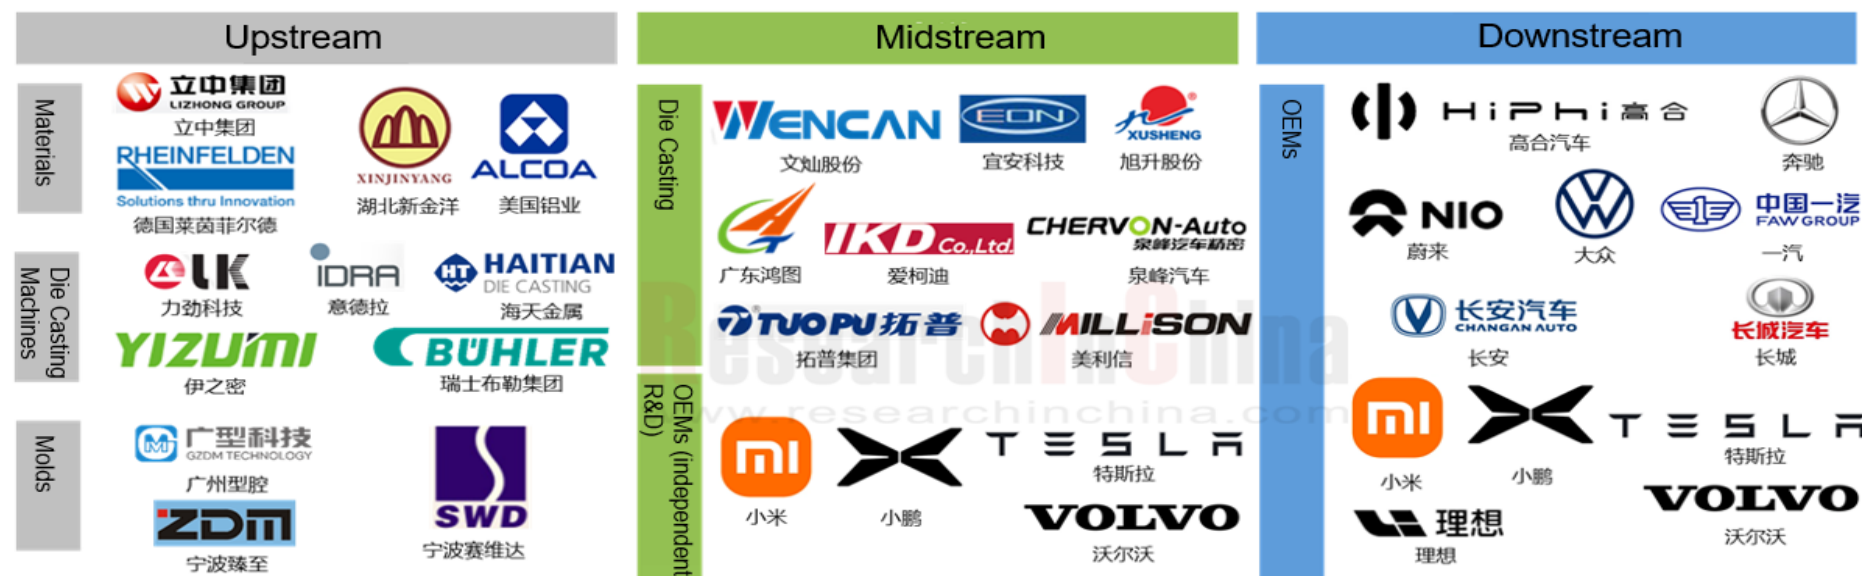 Upstream
Midstream
Downstream
Materials
立中集团
LIZHONG GROUP
立中集团
RHEINFELDEN
Solutions thru Innovation
德国莱茵菲尔德
XINJINYANG
湖北新金洋
ALCOA
美国铝业
Die Casting
Machines
LK
力劲科技
iDRA
意德拉
HT
HAITIAN
DIE CASTING
海天金属
YIZUMI
伊之密
BÜHLER
瑞士布勒集团
Molds
广型科技
GZDM TECHNOLOGY
广州型腔
ZDM
宁波臻至
SWD
宁波赛维达
Die Casting
WENCAN
文灿股份
EON
宜安科技
®
XUSHENG
旭升股份
广东鸿图
IKD Co.,Ltd.
爱柯迪
CHERVON-Auto
泉峰汽车精密
泉峰汽车
®
TUOPU 拓普
拓普集团
MILLiSON
美利信
OEMs (independent
R&D)
mi
小米
小鹏
TESLA
特斯拉
VOLVO
沃尔沃
OEMs
HiPhi 高合
高合汽车
奔驰
NIO
蔚来
大众
中国一汽
FAW GROUP
一汽
长安汽车
CHANGAN AUTO
长安
长城汽车
长城
mi
小米
小鹏
TESLA
特斯拉
理想
理想
VOLVO
沃尔沃
ResearchInChina
www.researchinchina.com